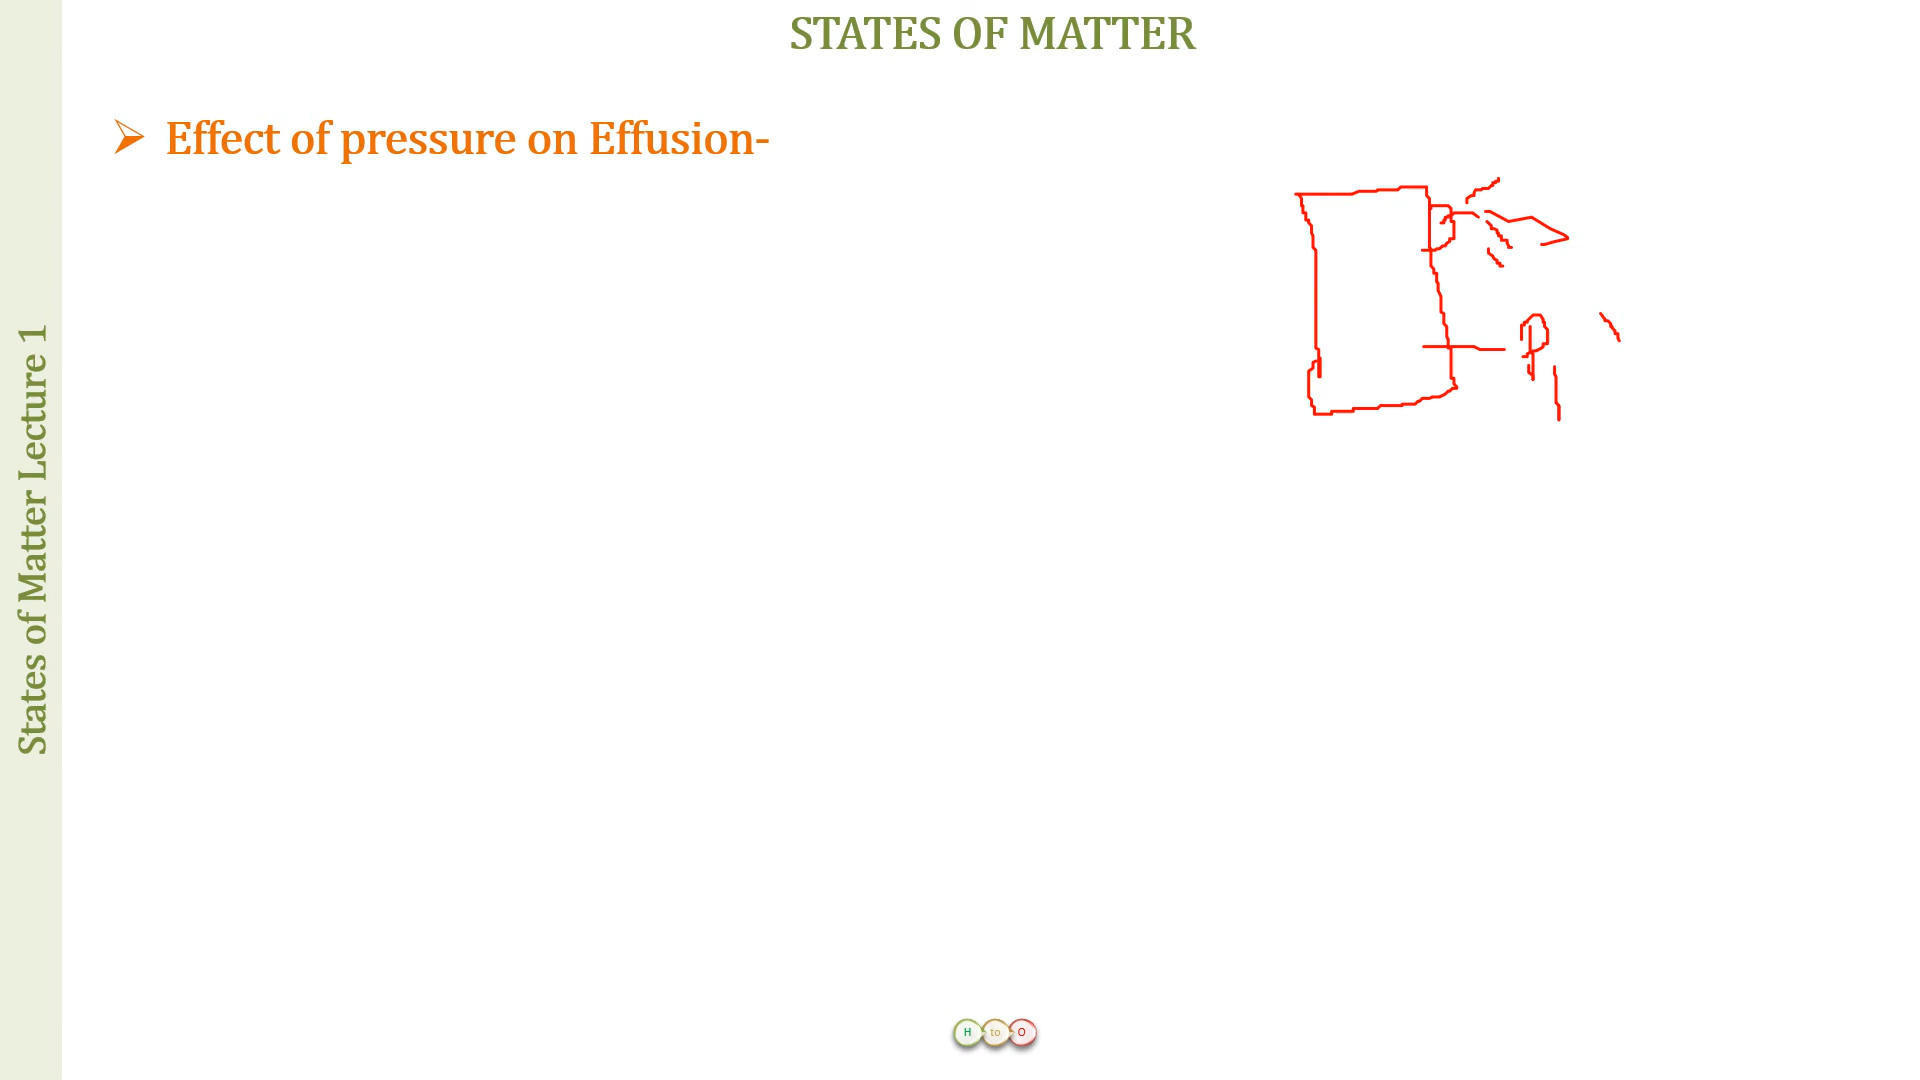 STATES OF MATTER
Effect of pressure on Effusion-
P
States of Matter Lecture 1
H to O